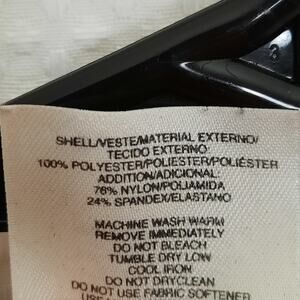 3
SHELL/VESTE/MATERIAL EXTERNO/
TECIDO EXTERNO:
100% POLYESTER/POLIESTER/POLIÉSTER
ADDITION/ADICIONAL:
76% NYLON/POLIAMIDA
24% SPANDEX/ELASTANO
MACHINE WASH WARM
REMOVE IMMEDIATELY
DO NOT BLEACH
TUMBLE DRY LOW
COOL IRON
DO NOT DRYCLEAN
DO NOT USE FABRIC SOFTENER